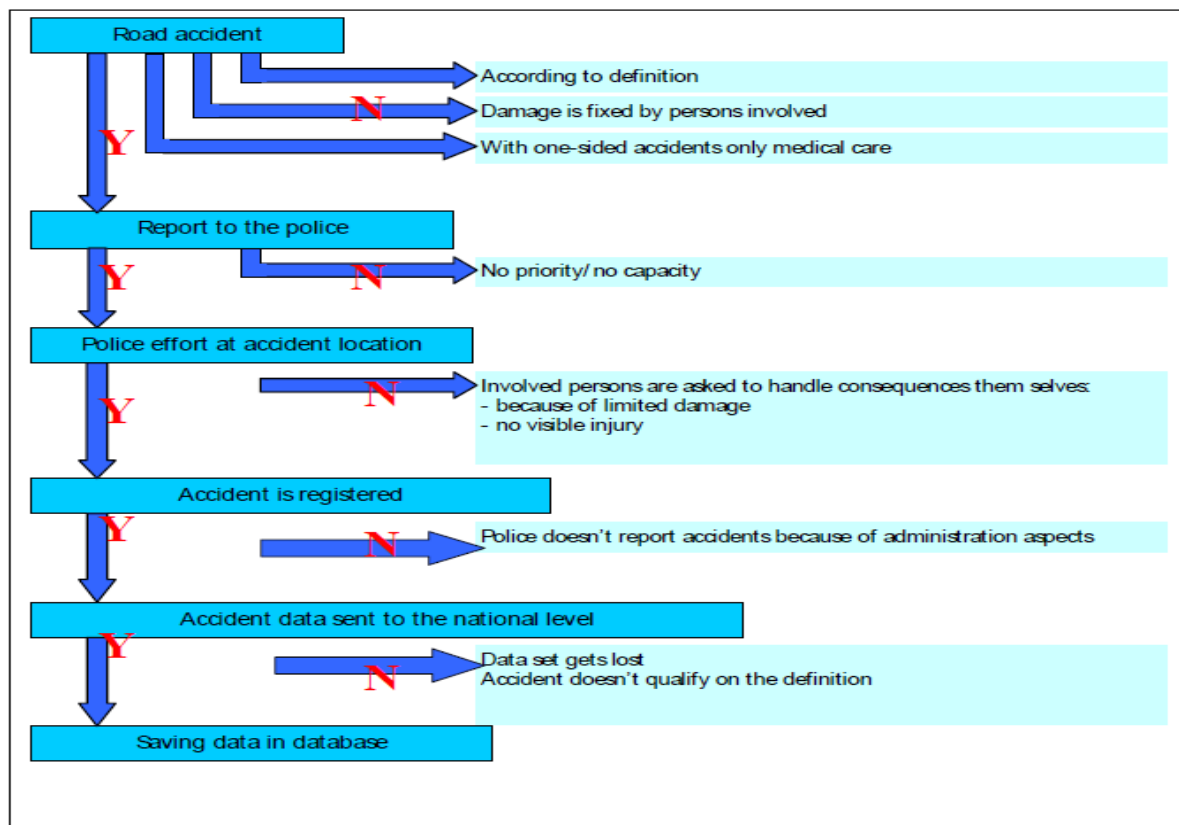 Road accident
According to definition
N
Damage is fixed by persons involved
Y
With one-sided accidents only medical care
Report to the police
Y
N
No priority/ no capacity
Police effort at accident location
N
Involved persons are asked to handle consequences them selves:
- because of limited damage
Y
- no visible injury
Accident is registered
Y
N
Police doesn't report accidents because of administration aspects
Accident data sent to the national level
Y
Data set gets lost
N
Accident doesn't qualify on the definition
Saving data in database